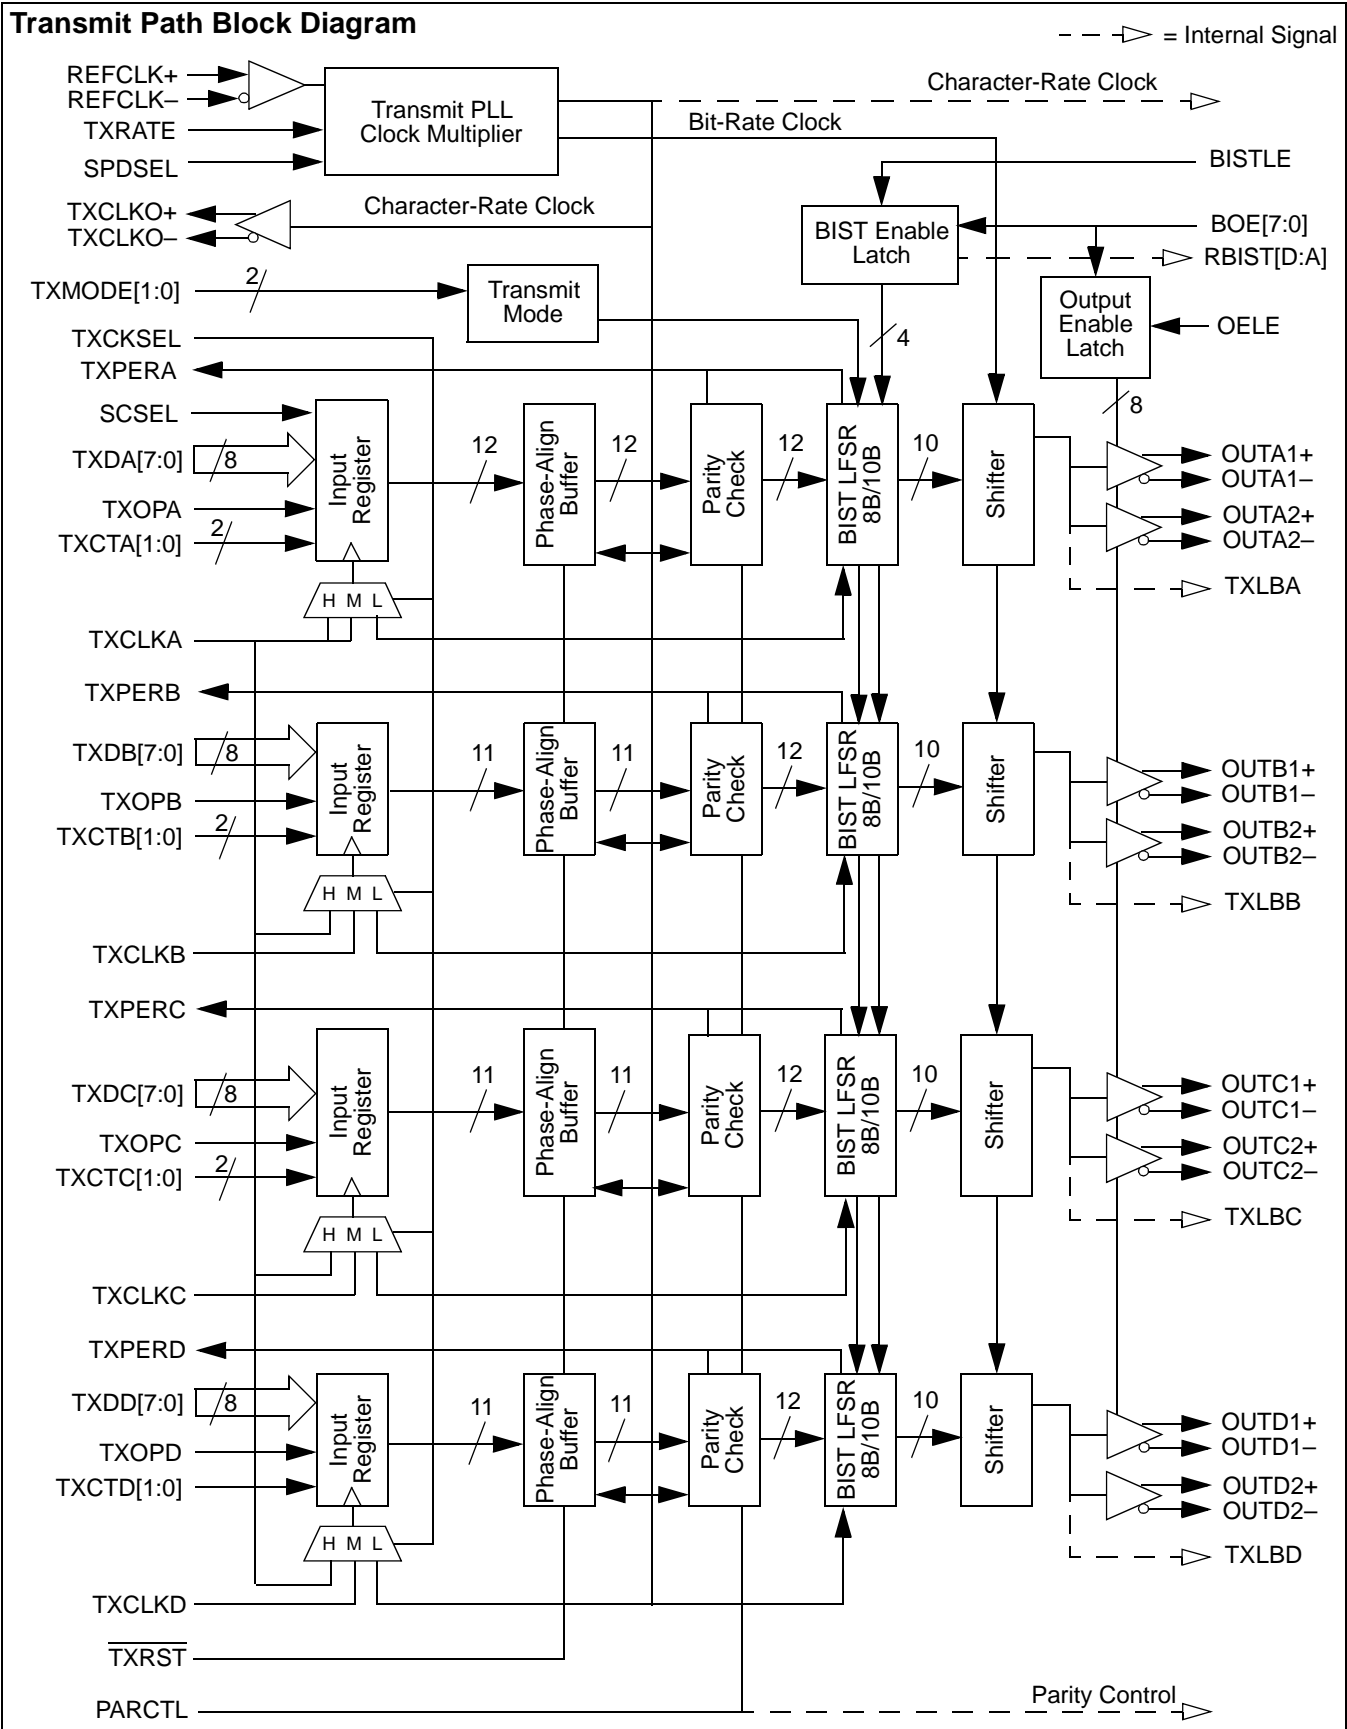 Transmit Path Block Diagram
= Internal Signal
REFCLK+
REFCLK–
TXRATE
SPDSEL
Transmit PLL
Clock Multiplier
Character-Rate Clock
Bit-Rate Clock
BISTLE
TXCLKO+
TXCLKO–
Character-Rate Clock
BIST Enable
Latch
BOE[7:0]
RBIST[D:A]
TXMODE[1:0]
2
Transmit
Mode
Output
Enable
Latch
OELE
4
8
TXCKSEL
TXPERA
SCSEL
TXDA[7:0]
8
TXOPA
TXCTA[1:0]
2
Input
Register
12
Phase-Align
Buffer
12
Parity
Check
12
BIST LFSR
8B/10B
10
Shifter
OUTA1+
OUTA1–
OUTA2+
OUTA2–
TXLBA
H M L
TXCLKA
TXPERB
TXDB[7:0]
8
TXOPB
TXCTB[1:0]
2
Input
Register
11
Phase-Align
Buffer
11
Parity
Check
12
BIST LFSR
8B/10B
10
Shifter
OUTB1+
OUTB1–
OUTB2+
OUTB2–
TXLBB
H M L
TXCLKB
TXPERC
TXDC[7:0]
8
TXOPC
TXCTC[1:0]
2
Input
Register
11
Phase-Align
Buffer
11
Parity
Check
12
BIST LFSR
8B/10B
10
Shifter
OUTC1+
OUTC1–
OUTC2+
OUTC2–
TXLBC
H M L
TXCLKC
TXPERD
TXDD[7:0]
8
TXOPD
TXCTD[1:0]
Input
Register
11
Phase-Align
Buffer
11
Parity
Check
12
BIST LFSR
8B/10B
10
Shifter
OUTD1+
OUTD1–
OUTD2+
OUTD2–
TXLBD
H M L
TXCLKD
TXRST
PARCTL
Parity Control